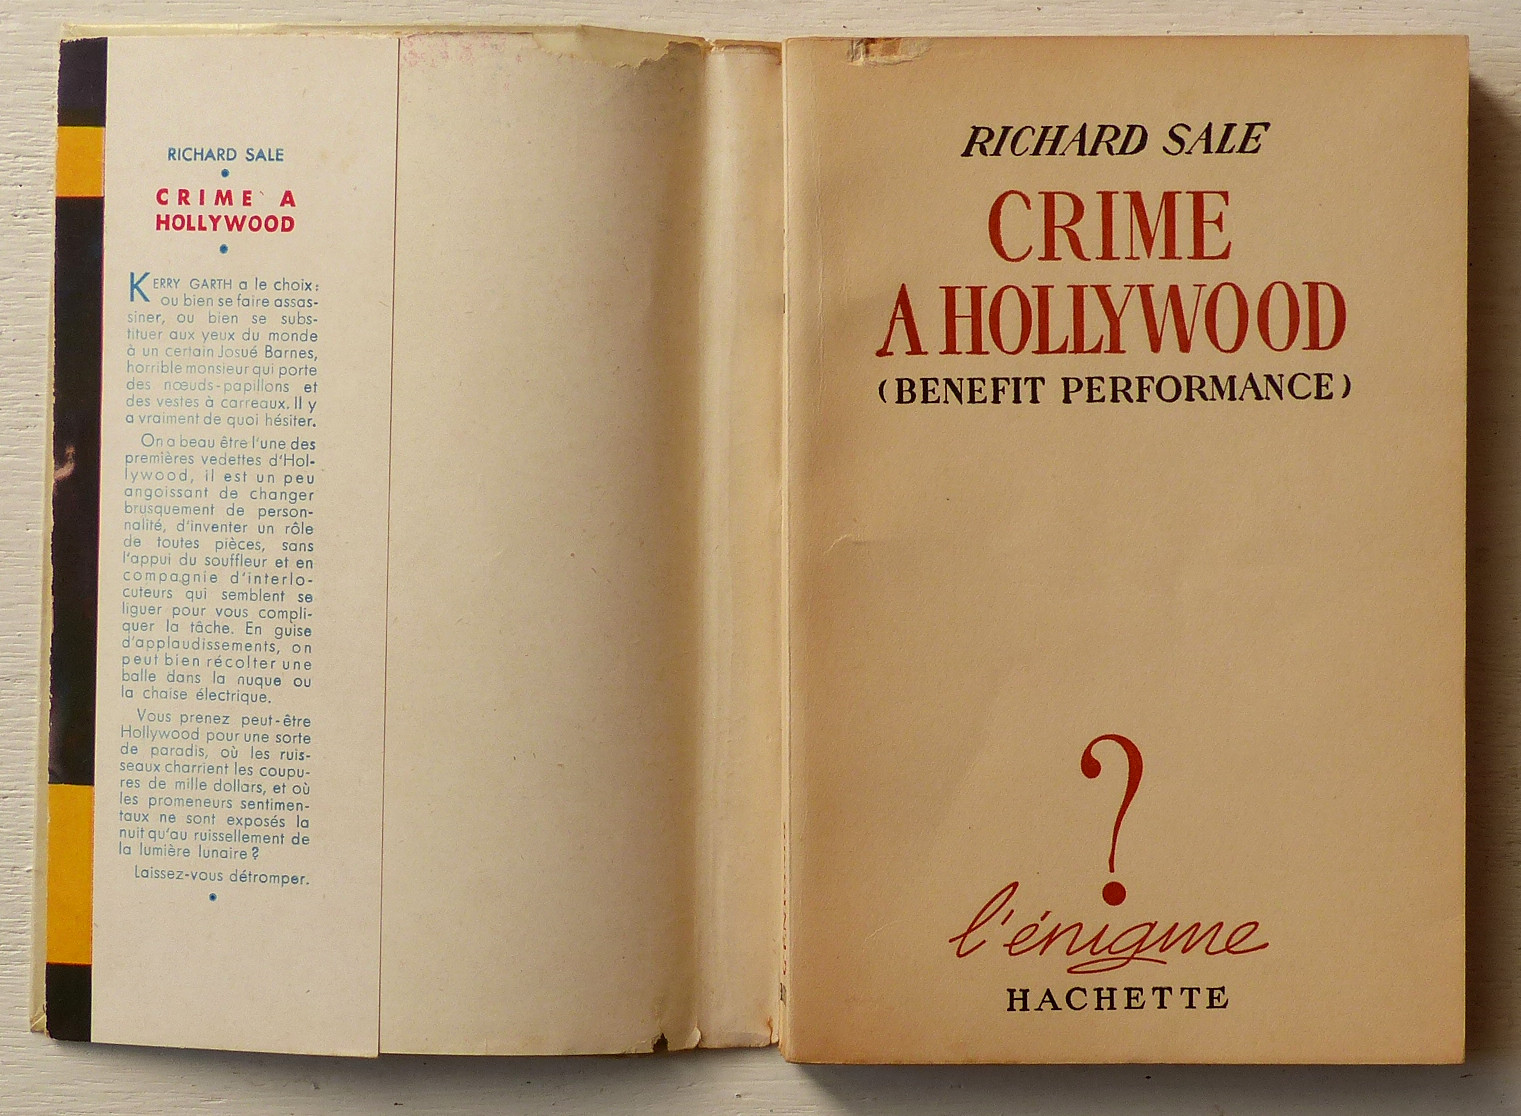 RICHARD SALE
CRIME A
HOLLYWOOD
KERRY GARTH a le choix:
ou bien se faire assas-
siner, ou bien se subs-
tituer aux yeux du monde
à un certain Josué Barnes,
horrible monsieur qui porte
des nœuds-papillons et
des vestes à carreaux. Il y
a vraiment de quoi hésiter.
On a beau être l'une des
premières vedettes d'Hol-
lywood, il est un peu
angoissant de changer
brusquement de person-
nalité, d'inventer un rôle
de toutes pièces, sans
l'appui du souffleur et en
compagnie d'interlo-
cuteurs qui semblent se
liguer pour vous compli-
quer la tâche. En guise
d'applaudissements, on
peut bien récolter une
balle dans la nuque ou
la chaise électrique.
Vous prenez peut-être
Hollywood pour une sorte
de paradis, où les ruis-
seaux charrient les coupu-
res de mille dollars, et où
les promeneurs sentimen-
taux ne sont exposés la
nuit qu'au ruissellement de
la lumière lunaire ?
Laissez-vous détromper.
RICHARD SALE
CRIME
A HOLLYWOOD
(BENEFIT PERFORMANCE)
?
l'énigme
HACHETTE